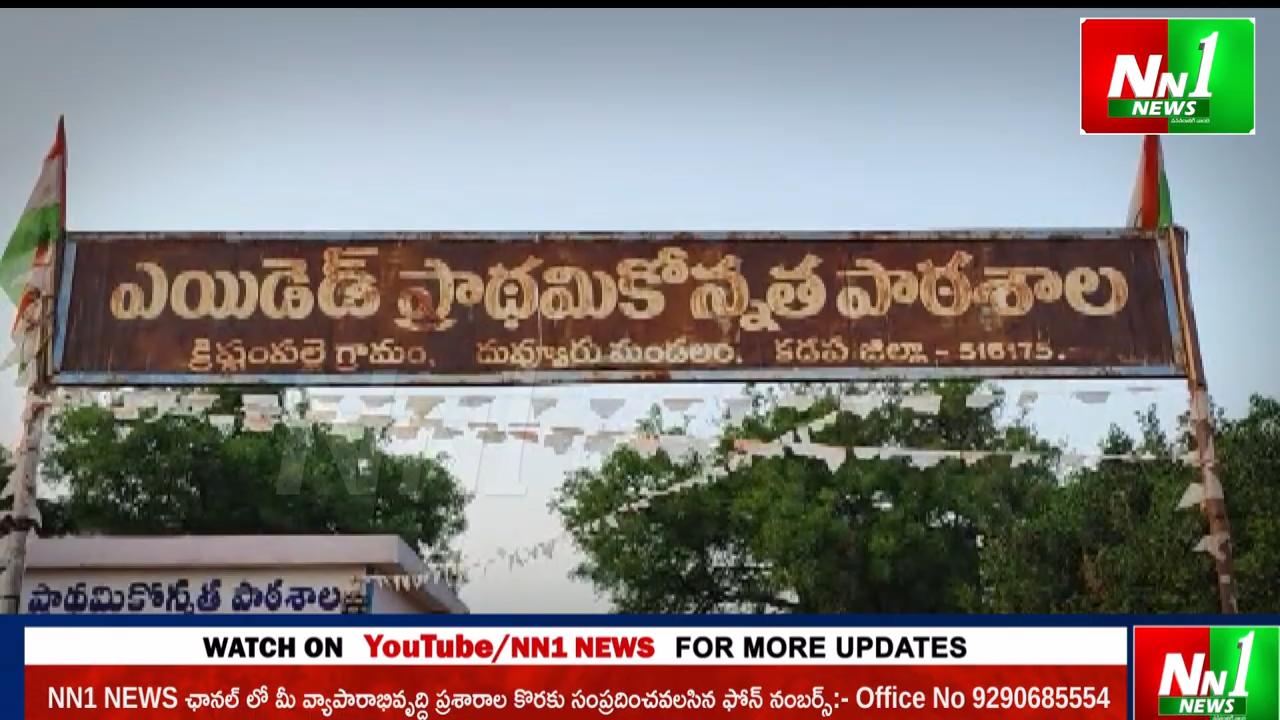 NN1
NEWS
ఎయిడెడ్ ప్రాథమికోన్నత పాఠశాల
క్రిష్ణంపల్లె గ్రామం, దువ్వూరు మండలం. కడప జిల్లా - 516175.
NN1
ప్రాథమికోన్నత పాఠశాల
WATCH ON YouTube/NN1 NEWS FOR MORE UPDATES
NN1 NEWS ఛానల్ లో మీ వ్యాపారాభివృద్ధి ప్రశారాల కొరకు సంప్రదించవలసిన ఫోన్ నంబర్స్:- Office No 9290685554
NN1
NEWS